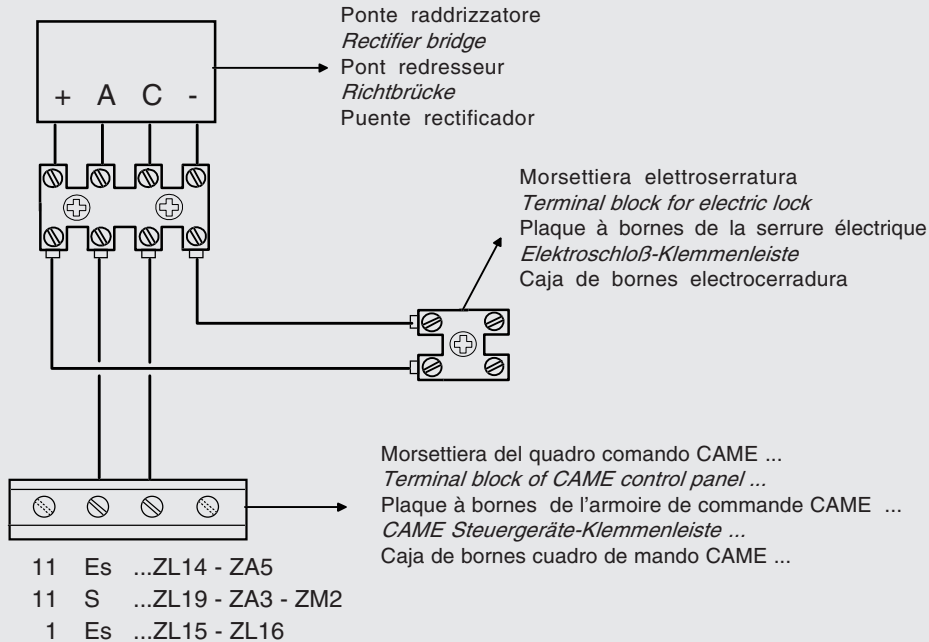 Ponte raddrizzatore
Rectifier bridge
Pont redresseur
Richtbrücke
Puente rectificador
+ A C -
Morsettiera elettroserratura
Terminal block for electric lock
Plaque à bornes de la serrure électrique
Elektroschloß-Klemmenleiste
Caja de bornes electrocerradura
Morsettiera del quadro comando CAME ...
Terminal block of CAME control panel ...
Plaque à bornes de l'armoire de commande CAME ...
CAME Steuergeräte-Klemmenleiste ...
Caja de bornes cuadro de mando CAME ...
11 Es ...ZL14 - ZA5
11 S ...ZL19 - ZA3 - ZM2
1 Es ...ZL15 - ZL16